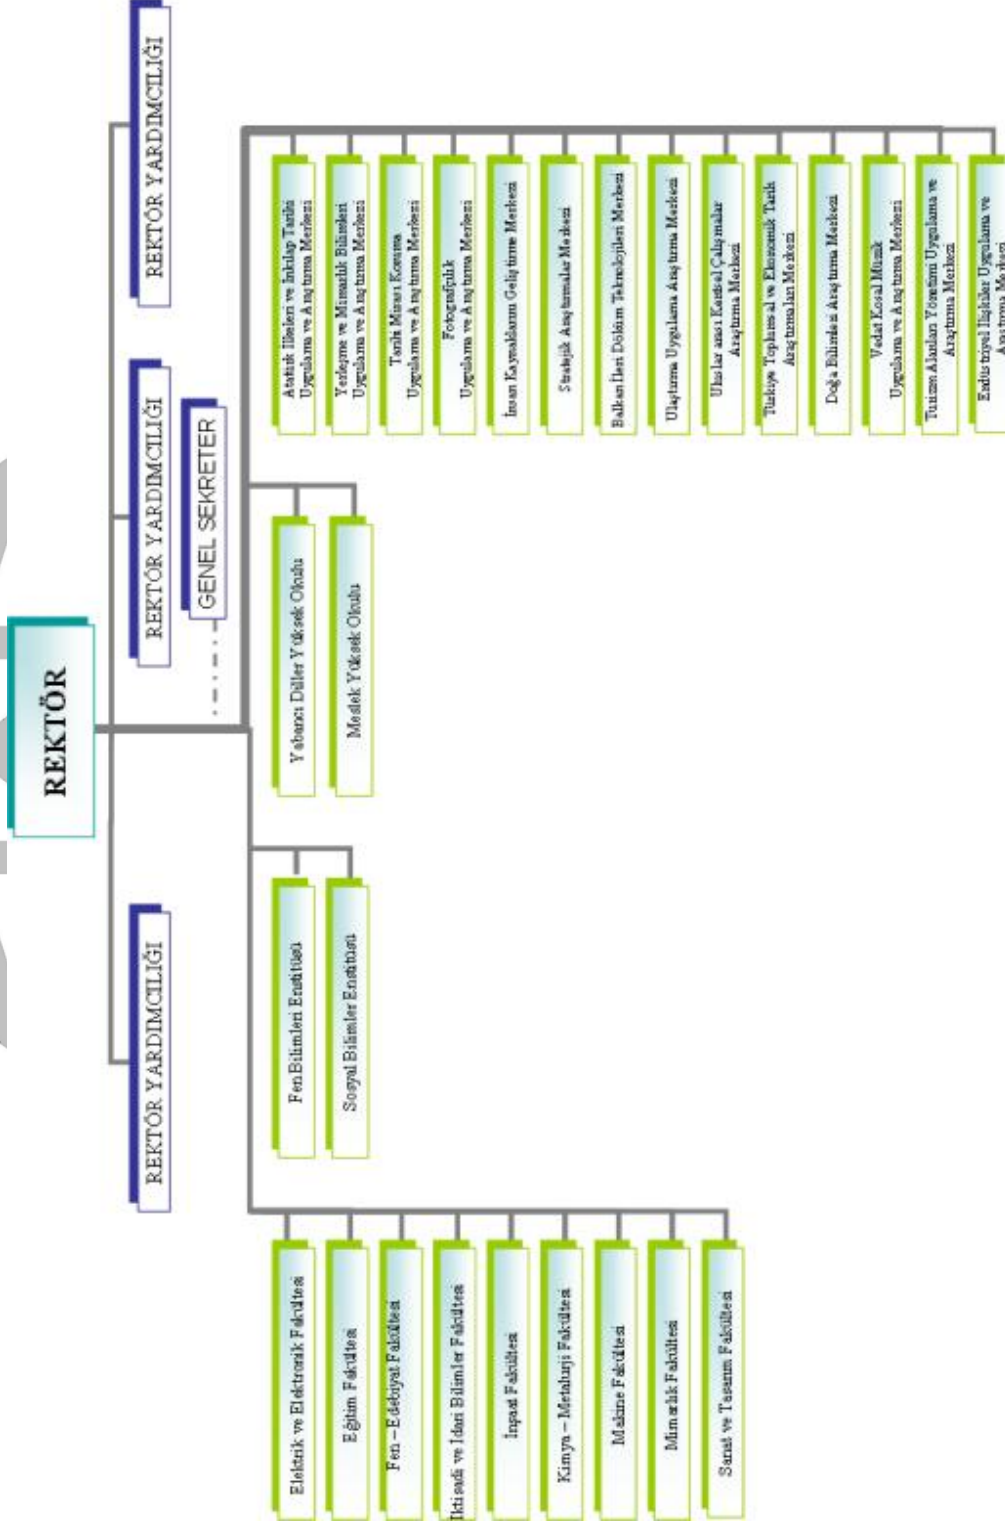 REKTÖR
REKTÖR YARDIMCILIĞI
REKTÖR YARDIMCILIĞI
REKTÖR YARDIMCILIĞI
GENEL SEKRETER
Elektrik ve Elektronik Fakültesi
Eğitim Fakültesi
Fen – Edebiyat Fakültesi
İktisadi ve İdari Bilimler Fakültesi
İnşaat Fakültesi
Kimya – Metalurji Fakültesi
Makine Fakültesi
Mimarlık Fakültesi
Sanat ve Tasarım Fakültesi
Fen Bilimleri Enstitüsü
Sosyal Bilimler Enstitüsü
Yabancı Diller Yüksek Okulu
Meslek Yüksek Okulu
Atatürk İlkeleri ve İnkılap Tarihi
Uygulama ve Araştırma Merkezi
Yerleşme ve Mimarlık Bilimleri
Uygulama ve Araştırma Merkezi
Tarihi Mirası Koruma
Uygulama ve Araştırma Merkezi
Fotoğrafçılık
Uygulama ve Araştırma Merkezi
İnsan Kaynaklarını Geliştirme Merkezi
Stratejik Araştırmalar Merkezi
Balkan İleri Döküm Teknolojileri Merkezi
Ulaştırma Uygulama Araştırma Merkezi
Uluslar arası Kentsel Çalışmalar
Araştırma Merkezi
Türkiye Toplumsal ve Ekonomik Tarih
Araştırmaları Merkezi
Doğa Bilimleri Araştırma Merkezi
Vedat Kosal Müzik
Uygulama ve Araştırma Merkezi
Turizm Alanları Yönetimi Uygulama ve
Araştırma Merkezi
Endüstriyel İlişkiler Uygulama ve
Araştırma Merkezi